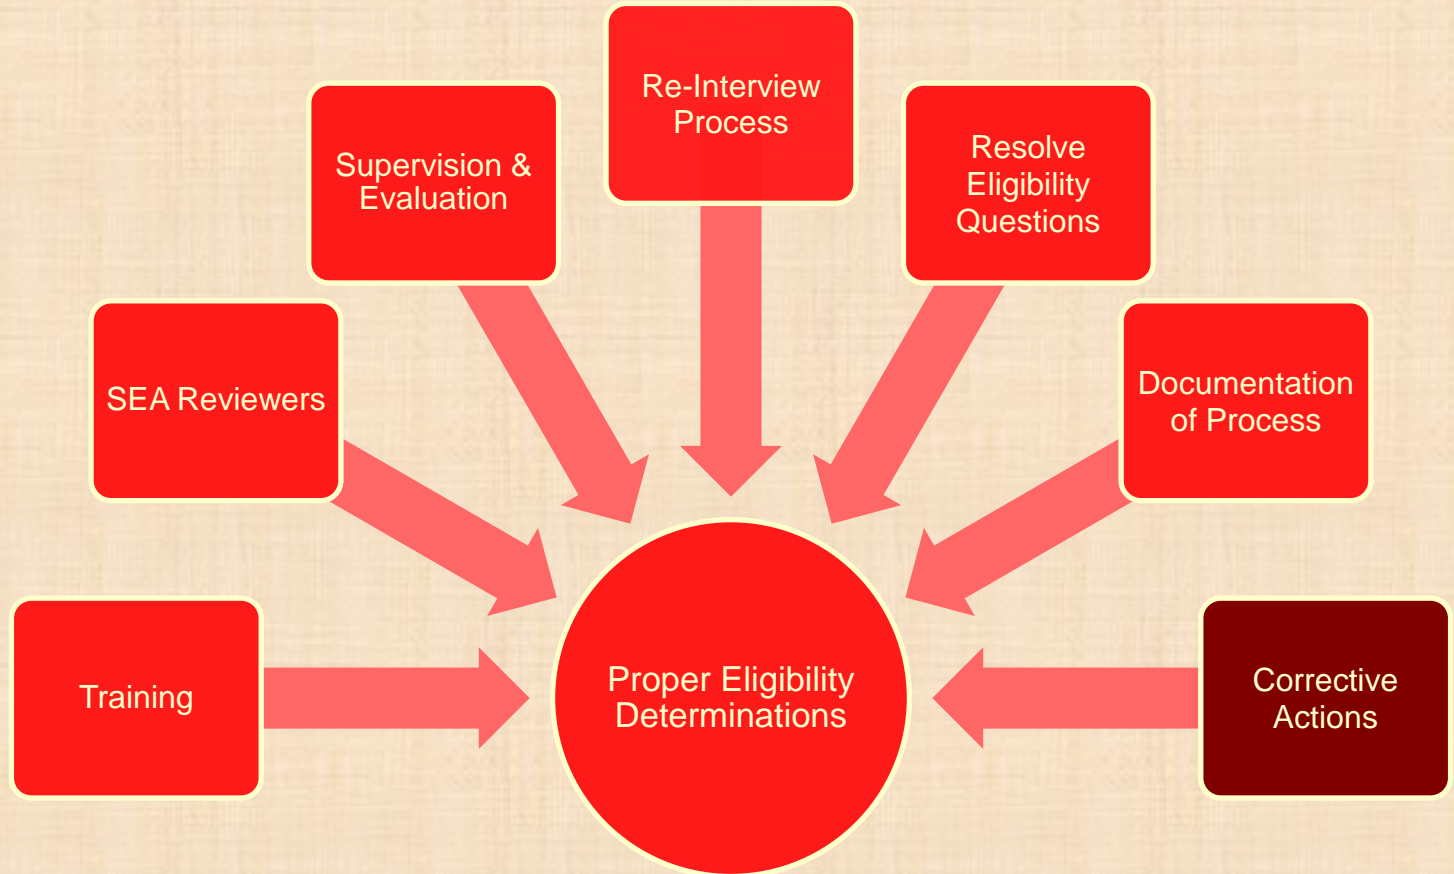 Re-Interview
Process
Supervision &
Evaluation
Resolve
Eligibility
Questions
SEA Reviewers
Documentation
of Process
Training
Proper Eligibility
Determinations
Corrective
Actions